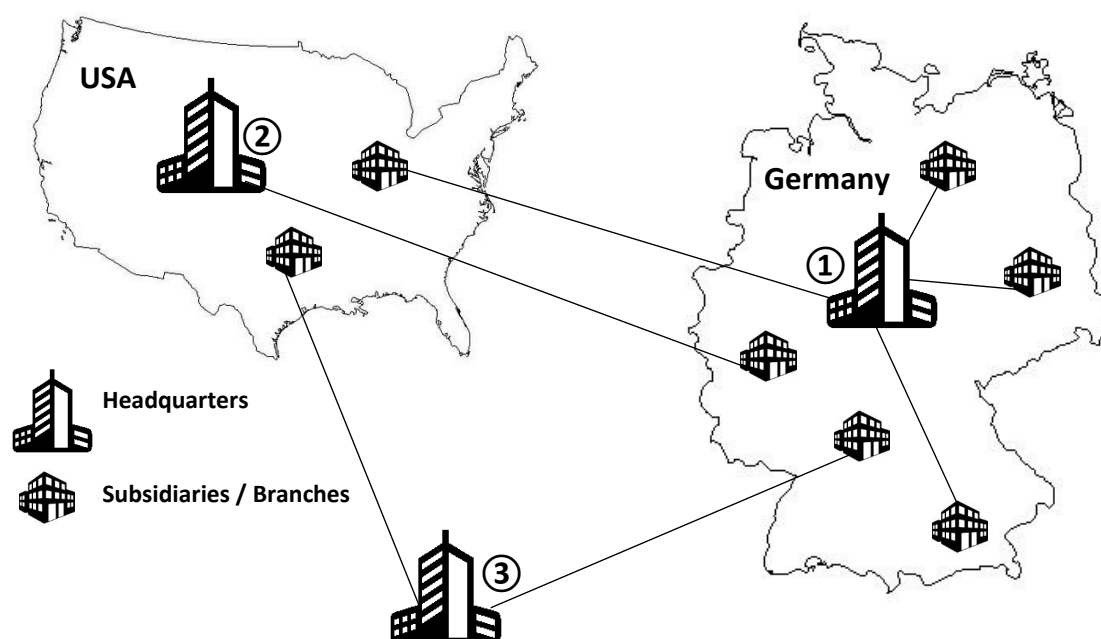 USA
②
Germany
①
Headquarters
Subsidiaries / Branches
③